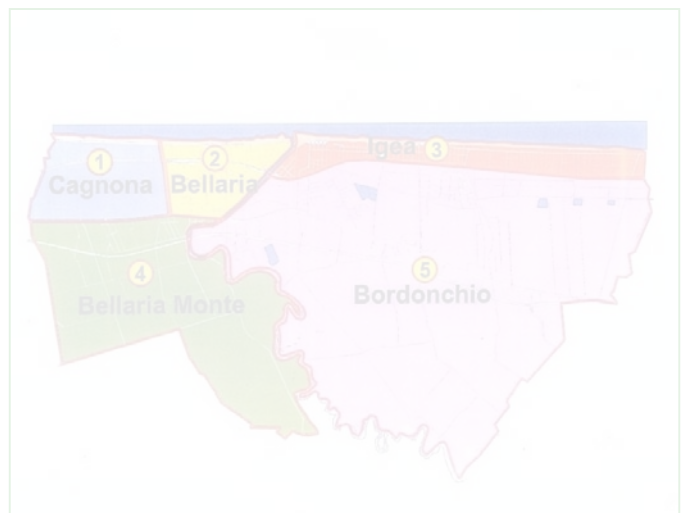 1
Cagnona
2
Bellaria
Igea 3
4
Bellaria Monte
5
Bordonchio